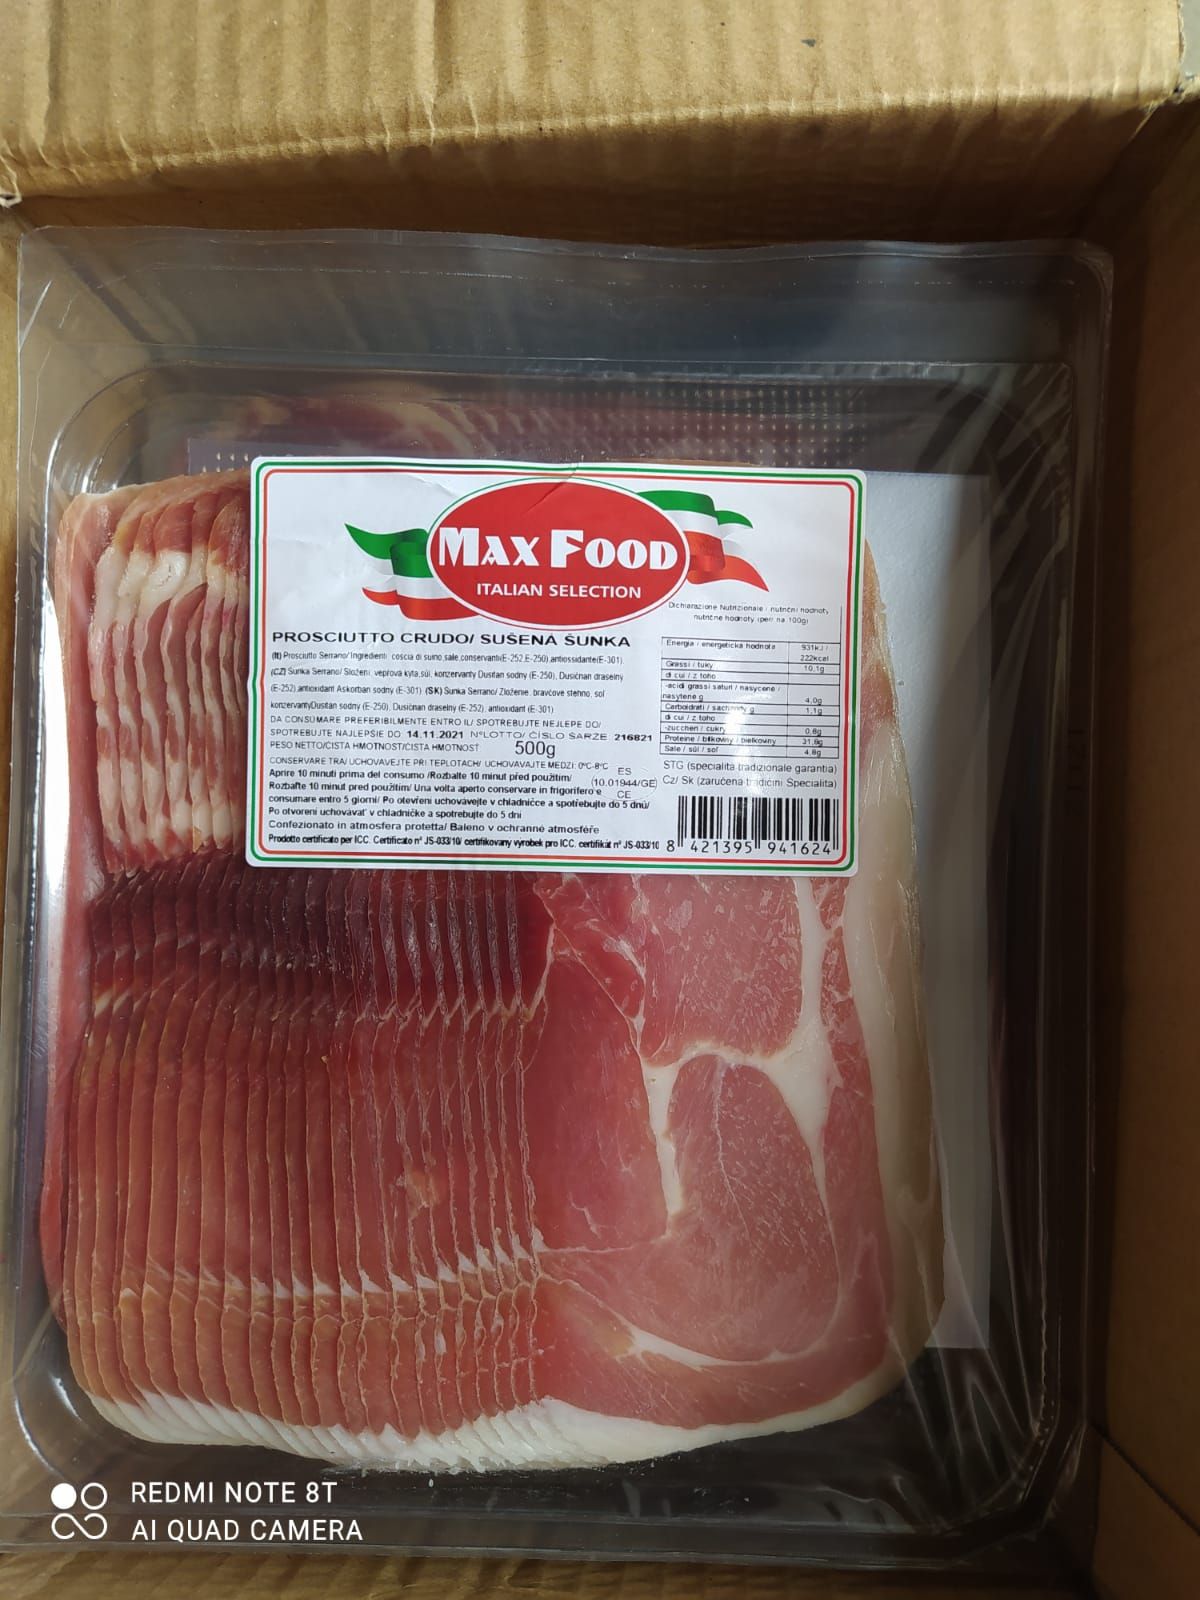 MAX FOOD
ITALIAN SELECTION
PROSCIUTTO CRUDO/ SUŠENÁ ŠUNKA
(It) Prosciutto Serrano/ Ingredienti: coscia di suino,sale,conservanti(E-252,E-250),antiossidante(E-301).
(CZ) Šunka Serrano/ Složení: vepřová kýta,sůl, konzervanty Dusitan sodný (E-250), Dusičnan draselný
(E-252),antioxidant Askorban sodný (E-301) (SK) Šunka Serrano/ Zloženie: bravčové stehno, soľ
konzervanty Dusitán sodný (E-250), Dusičnan draselný (E-252), antioxidant (E-301)
DA CONSUMARE PREFERIBILMENTE ENTRO IL/ SPOTŘEBUJTE NEJLÉPE DO/
SPOTREBUJTE NAJLEPŠIE DO 14.11.2021 N°LOTTO/ ČÍSLO ŠARŽE 216821
PESO NETTO/ČISTÁ HMOTNOST/ČISTÁ HMOTNOSŤ 500g
CONSERVARE TRA/ UCHOVÁVEJTE PŘI TEPLOTÁCH/ UCHOVÁVAJTE MEDZI: 0ºC-8ºC
Aprire 10 minuti prima del consumo /Rozbalte 10 minut před použitím/
Rozbaľte 10 minut pred použitím/ Una volta aperto conservare in frigorifero e
consumare entro 5 giorni/ Po otevření uchovávejte v chladničce a spotřebujte do 5 dnů/
Po otvorení uchovávať v chladničke a spotrebujte do 5 dní
Confezionato in atmosfera protetta/ Baleno v ochranné atmosféře
Prodotto certificato per ICC. Certificato nº JS-033/10/ certifikovaný výrobek pro ICC. certifikát nº JS-033/10
ES
(10.01944/GE)
CE
Dichiarazione Nutrizionale / nutriční hodnoty
nutričné hodnoty (per/ na 100g)
Energia / energetická hodnota 931kJ /
222kcal
Grassi / tuky 10,1g
di cui / z toho
-acidi grassi saturi / nasycené /
nasýtené g 4,0g
Carboidrati / sacharidy g 1,1g
di cui / z toho
-zuccheri / cukry 0,8g
Proteine / bílkoviny / bielkoviny 31,8g
Sale / sůl / soľ 4,8g
STG (specialità tradizionale garantia)
Cz/ Sk (zaručená tradiční Specialita)
8 421395 941624
REDMI NOTE 8T
AI QUAD CAMERA